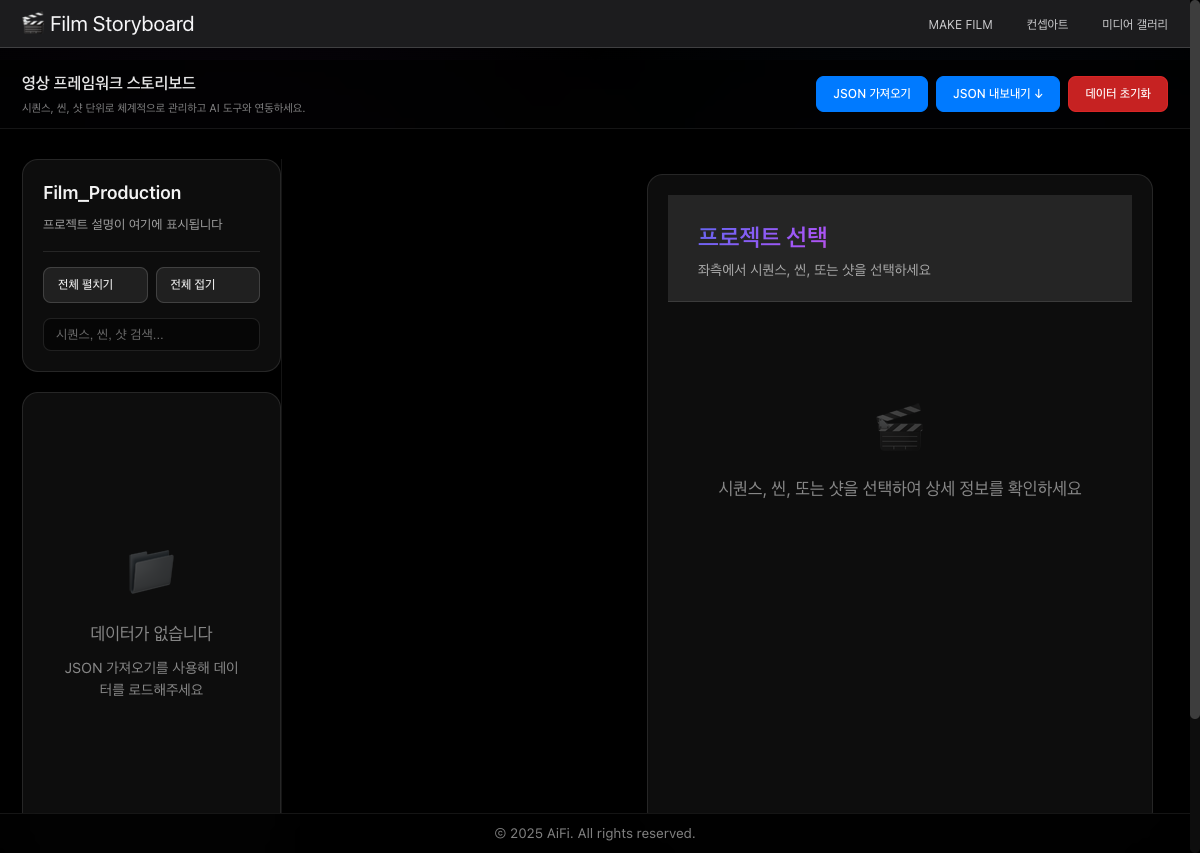 Film Storyboard
MAKE FILM
컨셉아트
미디어 갤러리
영상 프레임워크 스토리보드
시퀀스, 씬, 샷 단위로 체계적으로 관리하고 AI 도구와 연동하세요.
JSON 가져오기
JSON 내보내기 ↓
데이터 초기화
Film_Production
프로젝트 설명이 여기에 표시됩니다
전체 펼치기
전체 접기
시퀀스, 씬, 샷 검색...
데이터가 없습니다
JSON 가져오기를 사용해 데이
터를 로드해주세요
프로젝트 선택
좌측에서 시퀀스, 씬, 또는 샷을 선택하세요
시퀀스, 씬, 또는 샷을 선택하여 상세 정보를 확인하세요
© 2025 AiFi. All rights reserved.